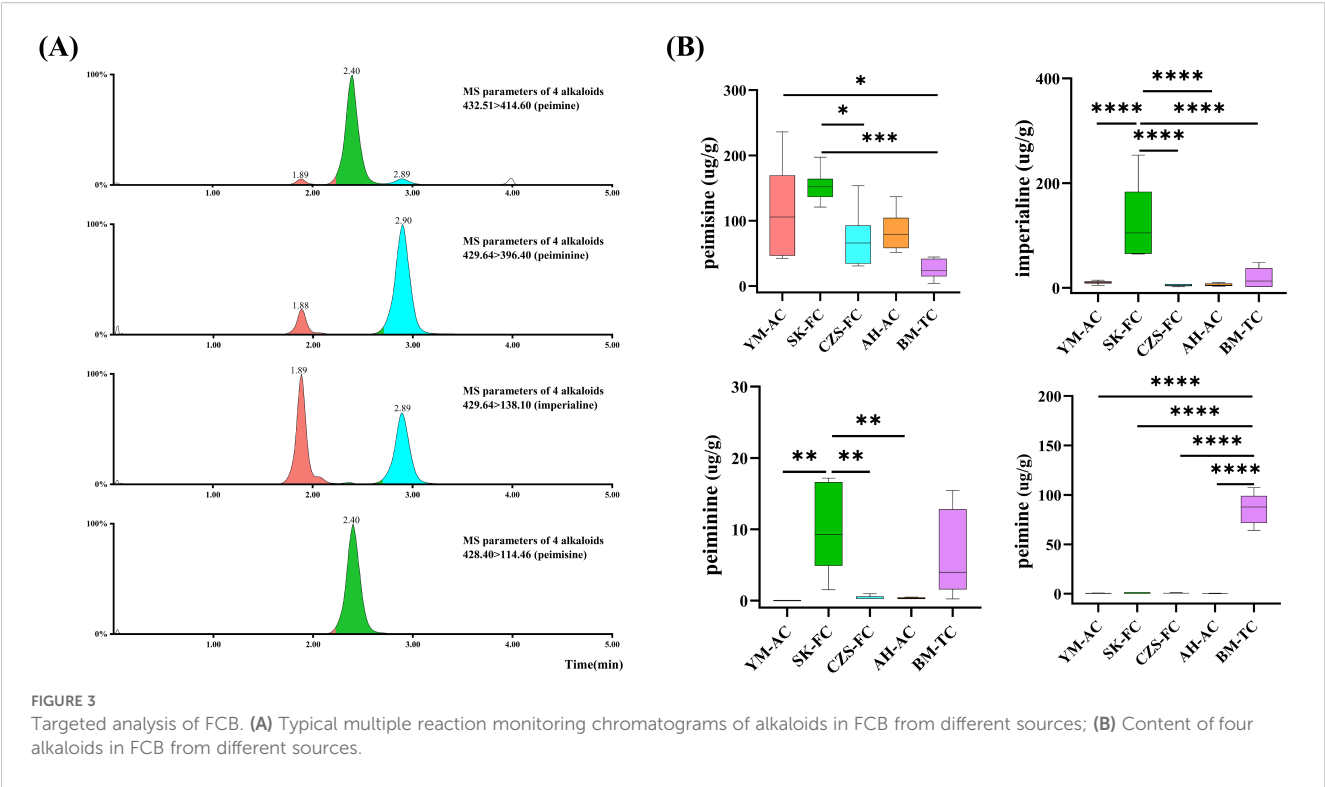 (A)
100%
2.40
MS parameters of 4 alkaloids
432.51>414.60 (peimine)
1.89
2.89
0%
1.00 2.00 3.00 4.00 5.00
100%
2.90
MS parameters of 4 alkaloids
429.64>396.40 (peiminine)
1.88
0%
1.00 2.00 3.00 4.00 5.00
100%
1.89
MS parameters of 4 alkaloids
429.64>138.10 (imperialine)
2.89
0%
1.00 2.00 3.00 4.00 5.00
100%
2.40
MS parameters of 4 alkaloids
428.40>114.46 (peimisine)
0%
1.00 2.00 3.00 4.00 5.00
Time(min)
(B)
peimisine (ug/g)
300
200
100
0
*
*
***
YM-AC SK-FC CZS-FC AH-AC BM-TC
imperialine (ug/g)
400
200
0
****
**** ****
****
YM-AC SK-FC CZS-FC AH-AC BM-TC
peiminine (ug/g)
30
20
10
0
**
** **
YM-AC SK-FC CZS-FC AH-AC BM-TC
peimine (ug/g)
200
150
100
50
0
****
****
****
****
YM-AC SK-FC CZS-FC AH-AC BM-TC
FIGURE 3
Targeted analysis of FCB. (A) Typical multiple reaction monitoring chromatograms of alkaloids in FCB from different sources; (B) Content of four
alkaloids in FCB from different sources.